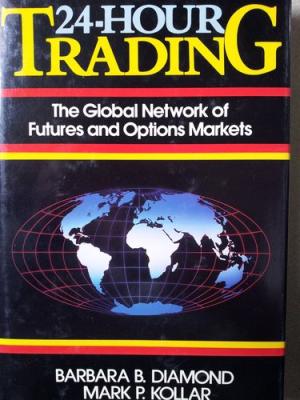 24-HOUR
TRADING
The Global Network of
Futures and Options Markets
BARBARA B. DIAMOND
MARK P. KOLLAR